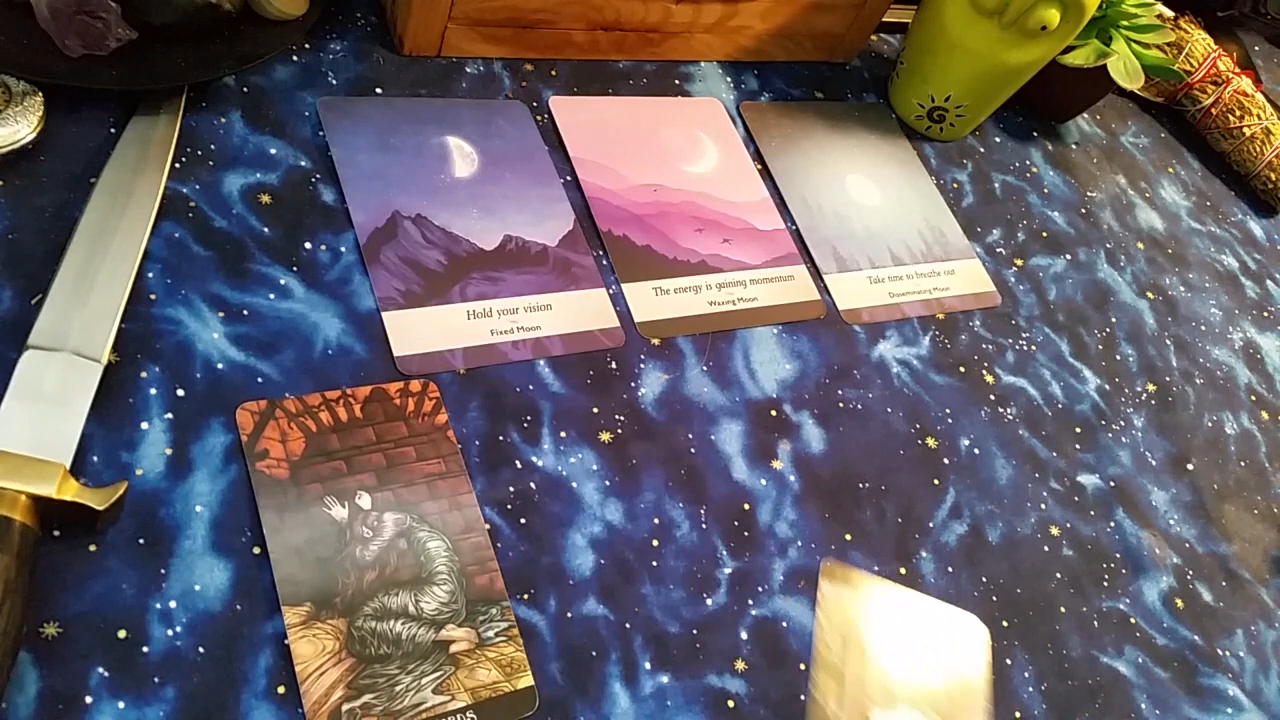 Hold your vision
Fixed Moon
The energy is gaining momentum
Waxing Moon
Take time to breathe out
Disseminating Moon